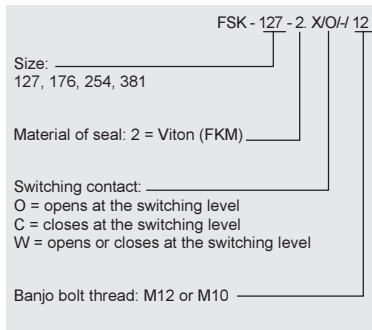 FSK - 127 - 2. X/O/-/ 12
Size:
127, 176, 254, 381
Material of seal: 2 = Viton (FKM)
Switching contact:
O = opens at the switching level
C = closes at the switching level
W = opens or closes at the switching level
Banjo bolt thread: M12 or M10